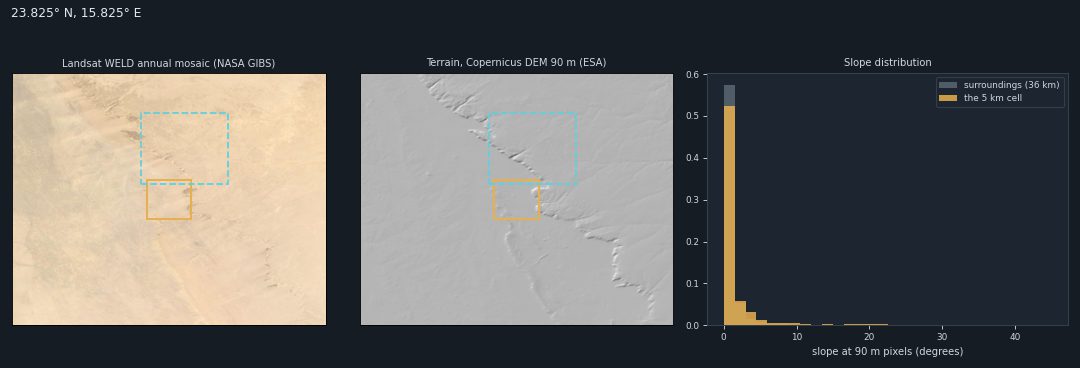 23.825° N, 15.825° E
Landsat WELD annual mosaic (NASA GIBS)
Terrain, Copernicus DEM 90 m (ESA)
Slope distribution
0.6
0.5
0.4
0.3
0.2
0.1
0.0
surroundings (36 km)
the 5 km cell
0
10
20
30
40
slope at 90 m pixels (degrees)